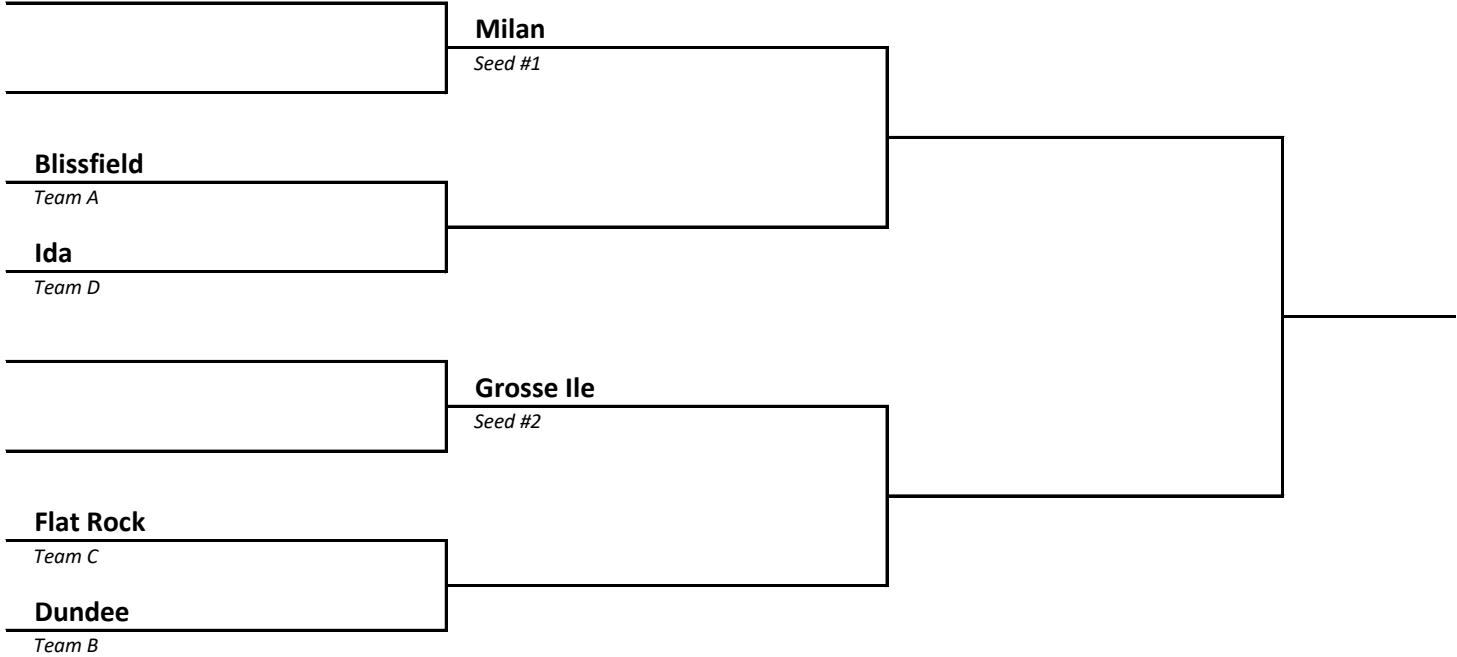 Milan
Seed #1
Blissfield
Team A
Ida
Team D
Grosse Ile
Seed #2
Flat Rock
Team C
Dundee
Team B